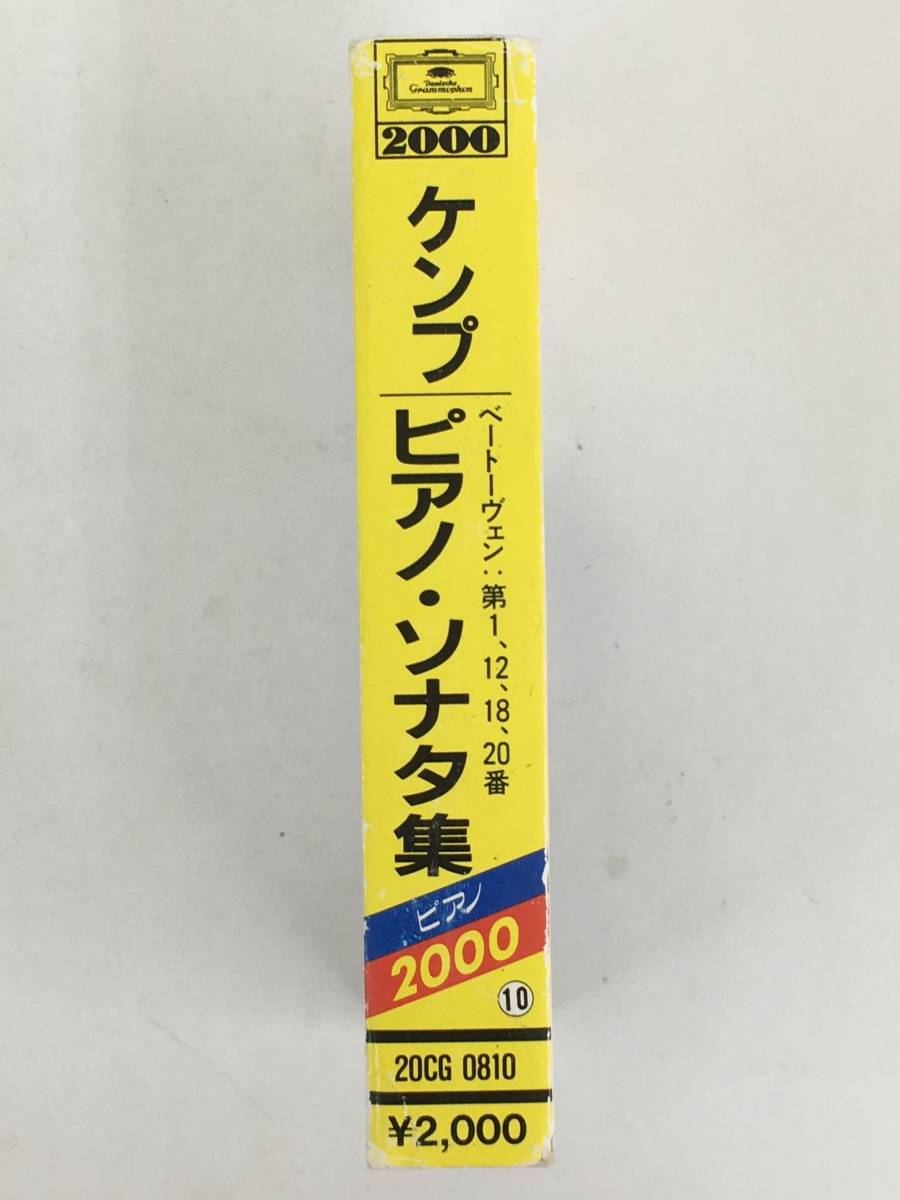 Deutsche
Grammophon
2000
ケンプ
ピアノ・ソナタ集
ベートーヴェン：第1、12、18、20番
ピアノ
2000
10
20CG 0810
¥2,000